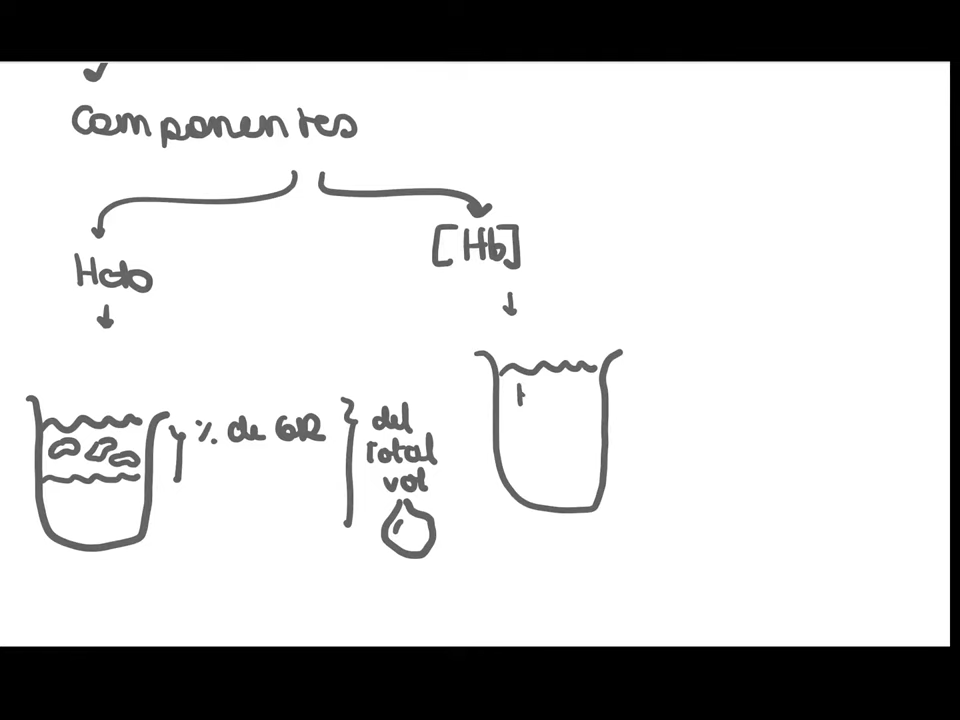 Componentes
Hcto
[Hb]
% de GR
del
total
vol